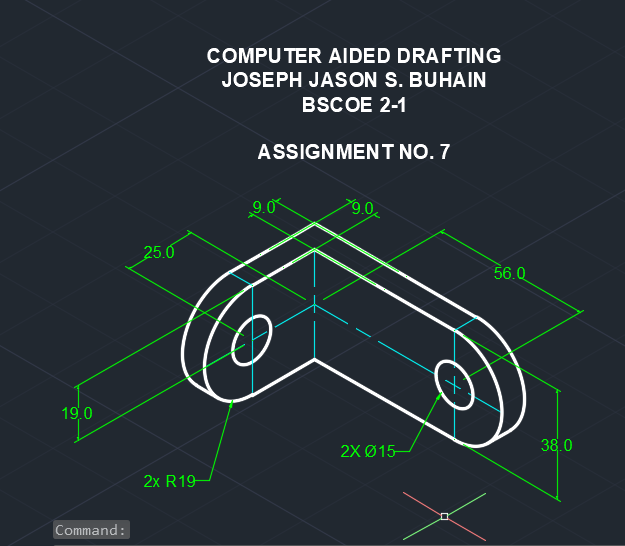 COMPUTER AIDED DRAFTING
JOSEPH JASON S. BUHAIN
BSCOE 2-1
ASSIGNMENT NO. 7
9.0
9.0
25.0
56.0
19.0
38.0
2X Ø15
2x R19
Command: